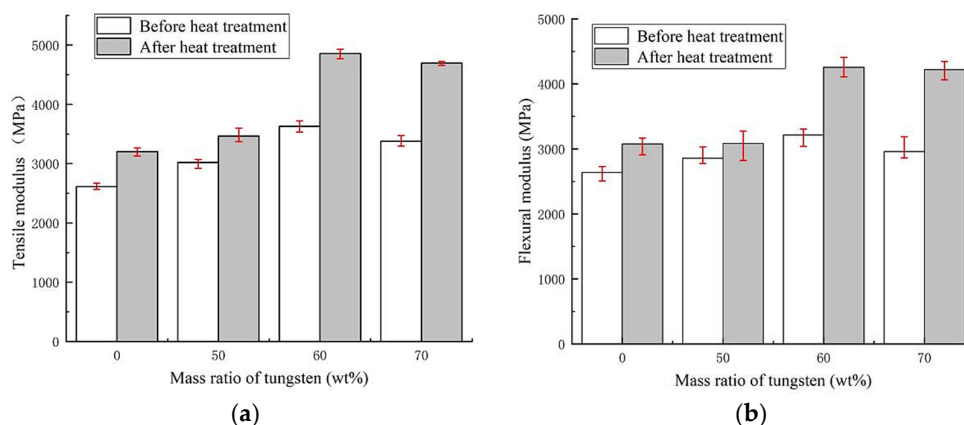 Before heat treatment
After heat treatment
Tensile modulus （MPa）
5000
4000
3000
2000
1000
0
0
50
60
70
Mass ratio of tungsten (wt%)
(a)
Before heat treatment
After heat treatment
Flexural modulus (MPa)
5000
4000
3000
2000
1000
0
0
50
60
70
Mass ratio of tungsten (wt%)
(b)